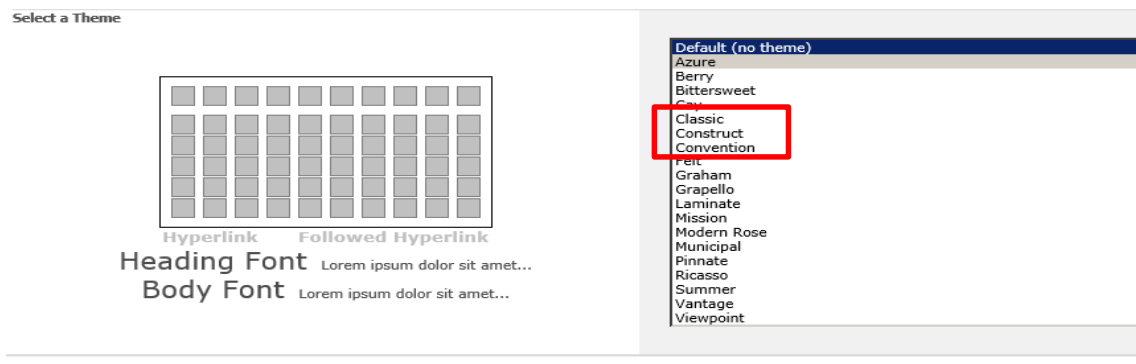 Select a Theme
Hyperlink Followed Hyperlink
Heading Font Lorem ipsum dolor sit amet...
Body Font Lorem ipsum dolor sit amet...
Default (no theme)
Azure
Berry
Bittersweet
Cay
Classic
Construct
Convention
Felt
Graham
Grapello
Laminate
Mission
Modern Rose
Municipal
Pinnate
Ricasso
Summer
Vantage
Viewpoint